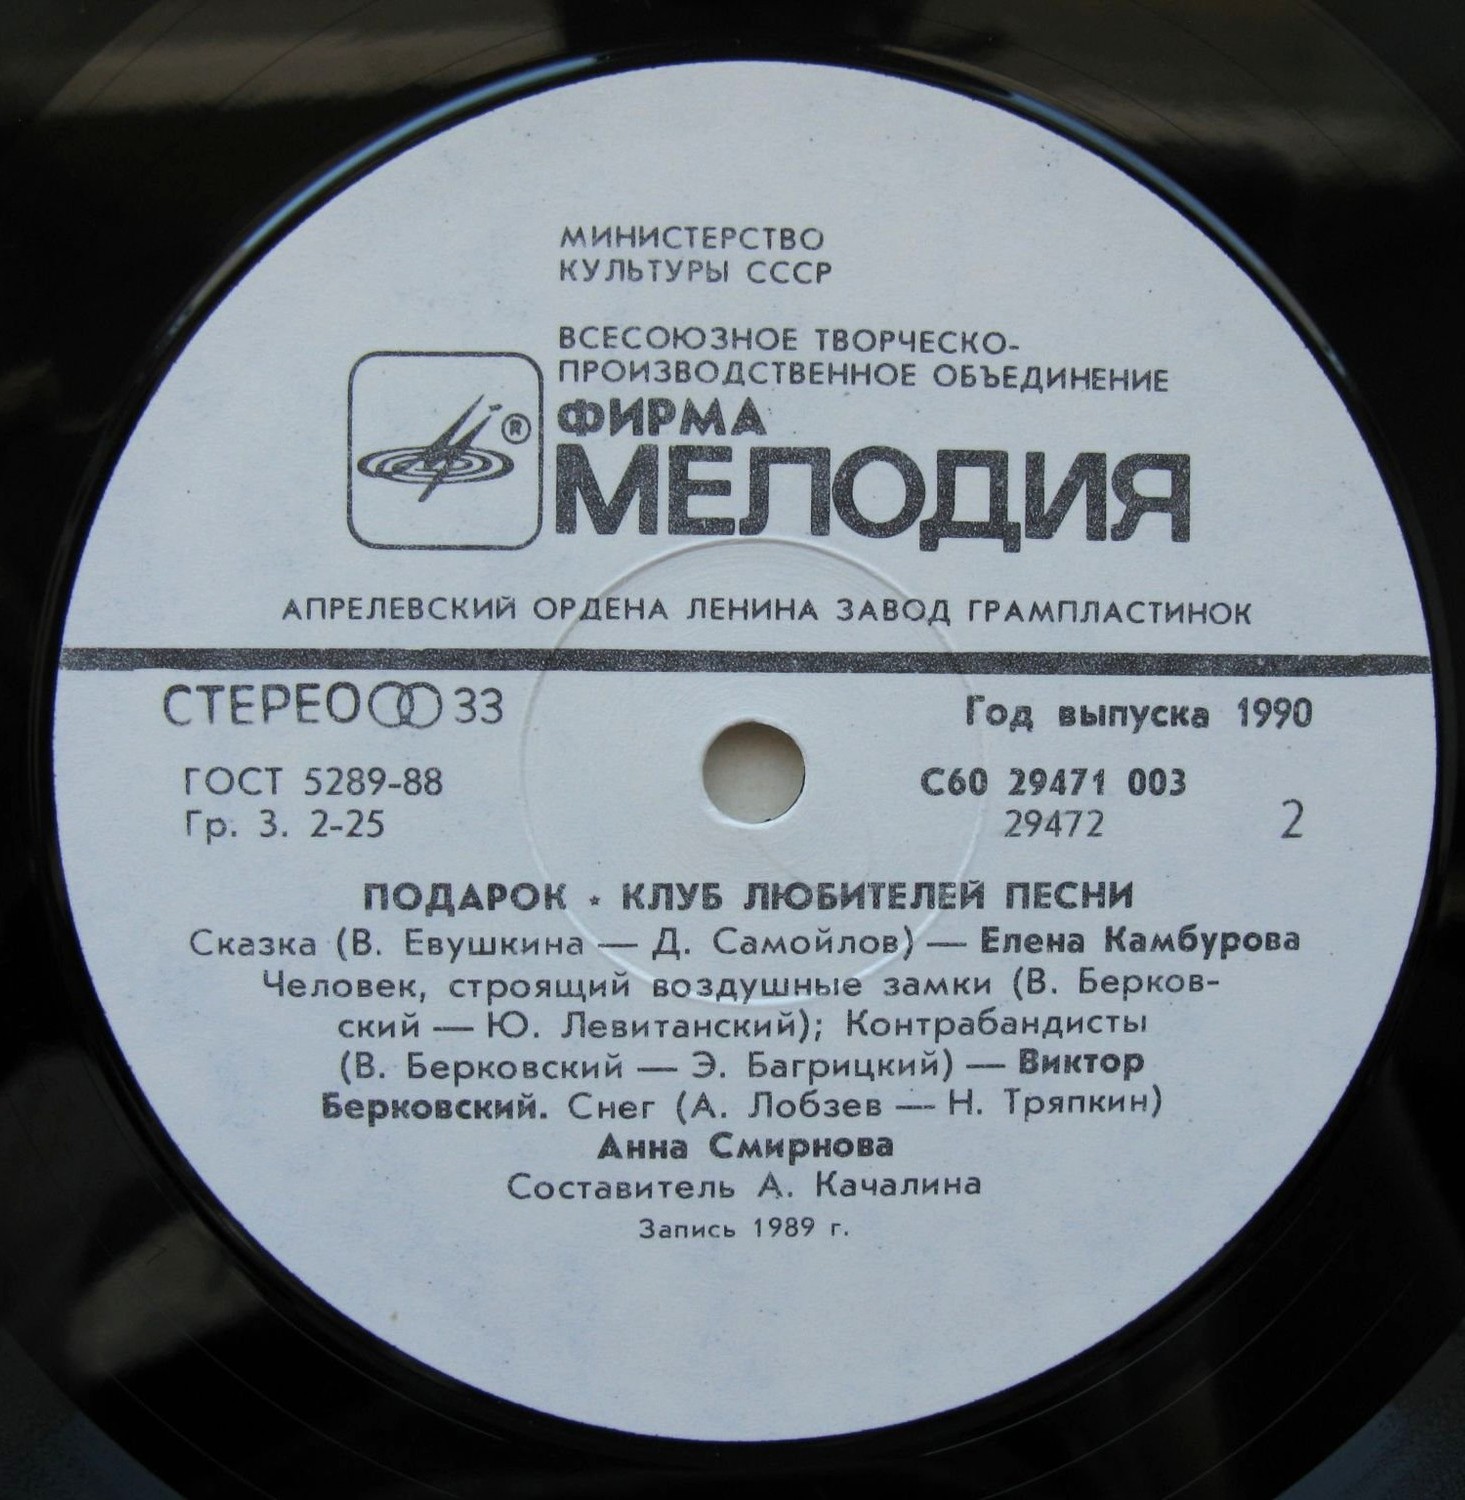 МИНИСТЕРСТВО
КУЛЬТУРЫ СССР
ВСЕСОЮЗНОЕ ТВОРЧЕСКО-
ПРОИЗВОДСТВЕННОЕ ОБЪЕДИНЕНИЕ
®
ФИРМА
МЕЛОДИЯ
АПРЕЛЕВСКИЙ ОРДЕНА ЛЕНИНА ЗАВОД ГРАМПЛАСТИНОК
СТЕРЕО 33
Год выпуска 1990
ГОСТ 5289-88
С60 29471 003
Гр. 3. 2-25
29472
2
ПОДАРОК ⋆ КЛУБ ЛЮБИТЕЛЕЙ ПЕСНИ
Сказка (В. Евушкина — Д. Самойлов) — Елена Камбурова
Человек, строящий воздушные замки (В. Берков-
ский — Ю. Левитанский); Контрабандисты
(В. Берковский — Э. Багрицкий) — Виктор
Берковский. Снег (А. Лобзев — Н. Тряпкин)
Анна Смирнова
Составитель А. Качалина
Запись 1989 г.